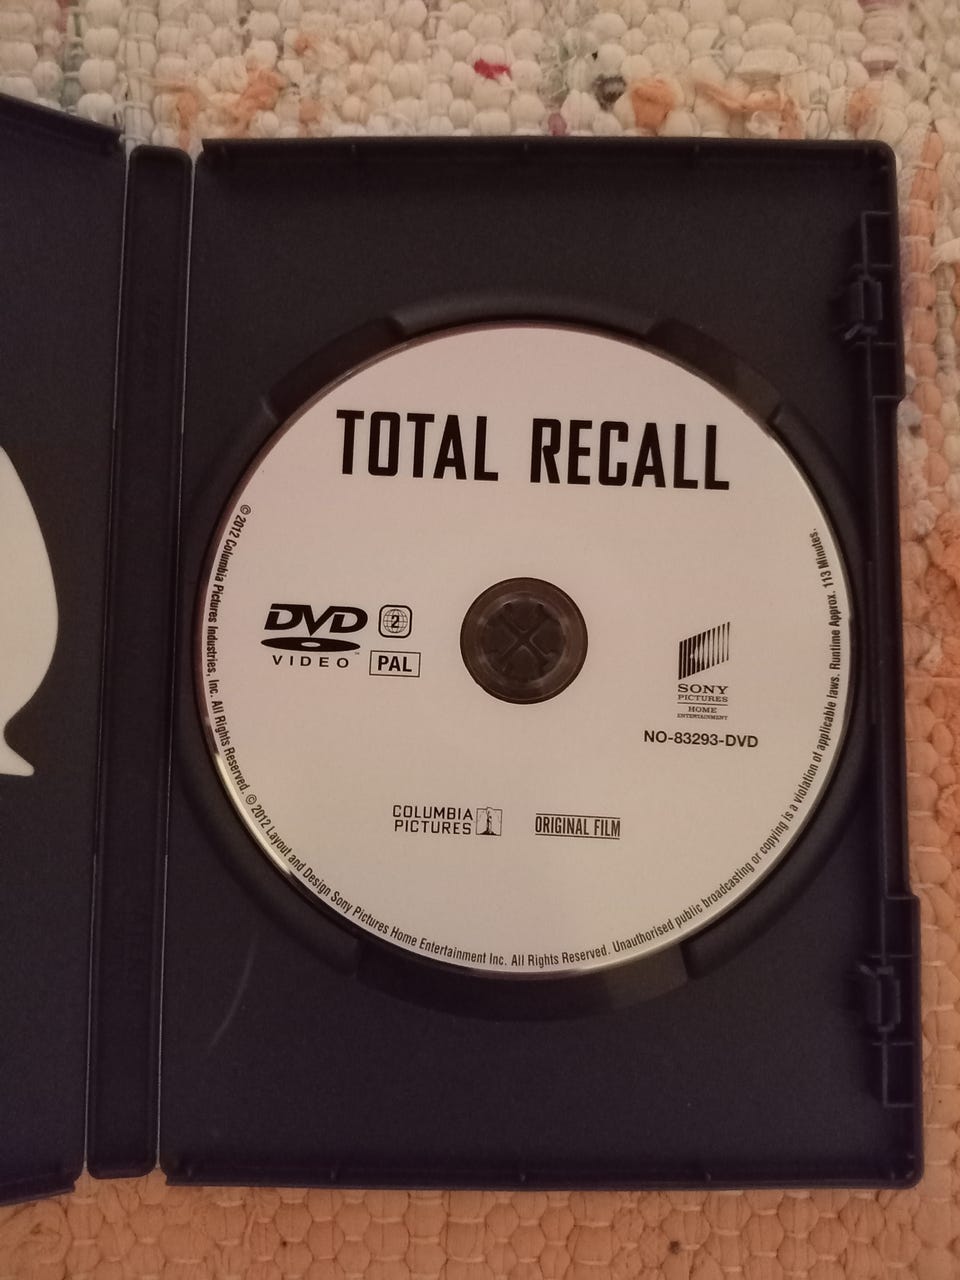 TOTAL RECALL
DVD
VIDEO™
2
PAL
SONY
PICTURES
HOME
ENTERTAINMENT
NO-83293-DVD
COLUMBIA
PICTURES
ORIGINAL FILM
© 2012 Columbia Pictures Industries, Inc. All Rights Reserved. © 2012 Layout and Design Sony Pictures Home Entertainment Inc. All Rights Reserved. Unauthorised public broadcasting or copying is a violation of applicable laws. Runtime Approx. 113 Minutes.